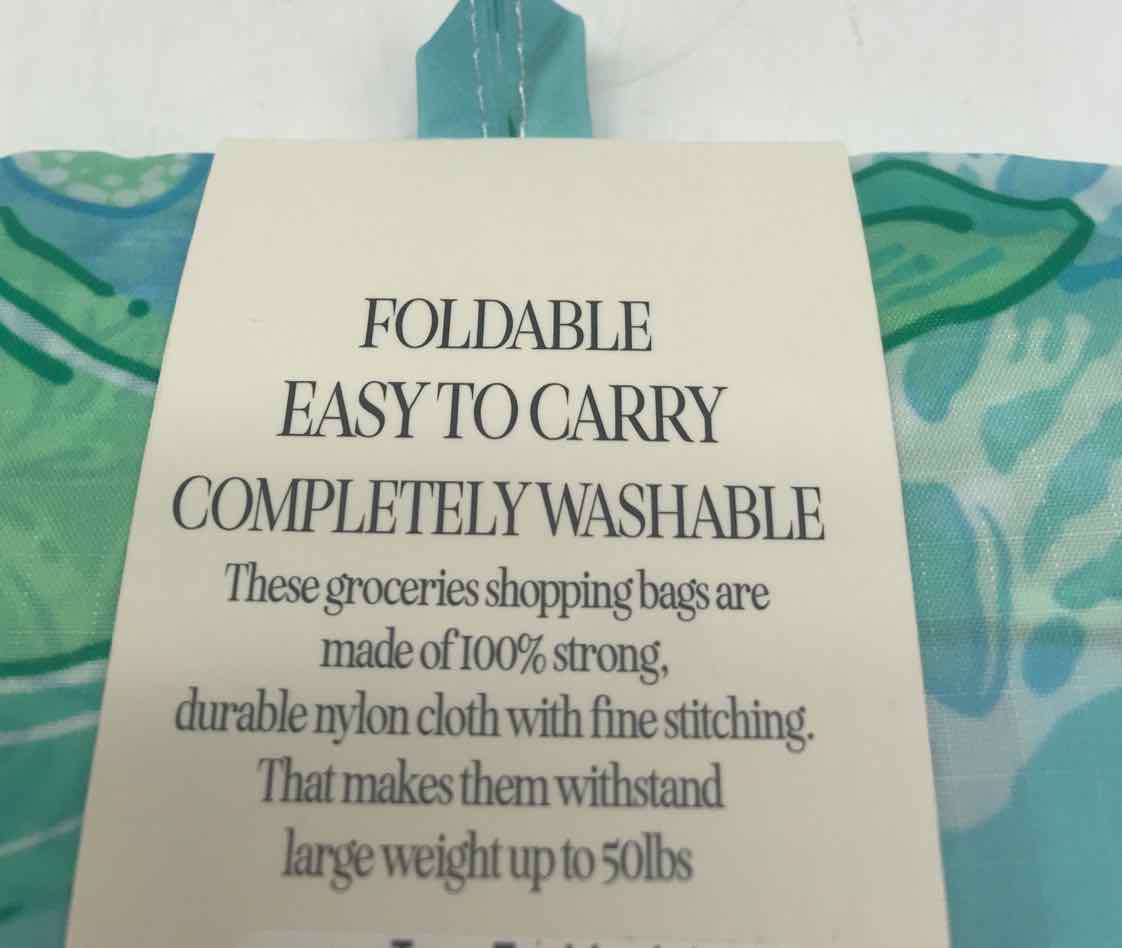 FOLDABLE
EASY TO CARRY
COMPLETELY WASHABLE
These groceries shopping bags are
made of 100% strong,
durable nylon cloth with fine stitching.
That makes them withstand
large weight up to 50lbs